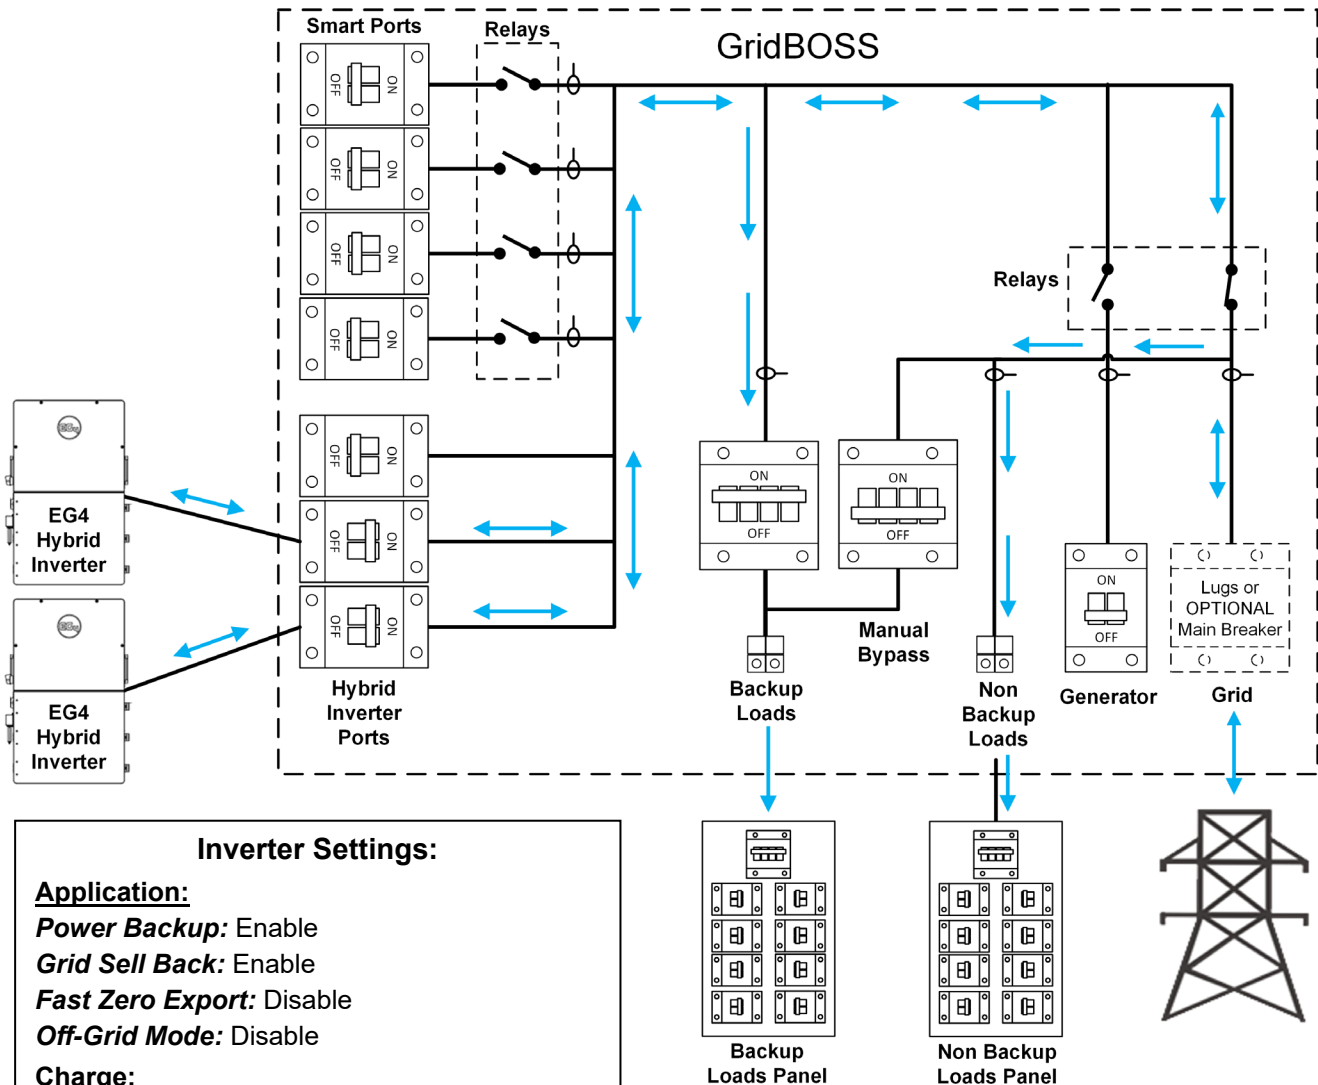 GridBOSS
Smart Ports
Relays
OFF
ON
OFF
ON
OFF
ON
OFF
ON
Relays
OFF
ON
OFF
ON
OFF
ON
EG4
Hybrid
Inverter
EG4
Hybrid
Inverter
Hybrid
Inverter
Ports
ON
OFF
ON
OFF
Manual
Bypass
Backup
Loads
Non
Backup
Loads
ON
OFF
Generator
Lugs or
OPTIONAL
Main Breaker
Grid
Inverter Settings:
Application:
Power Backup: Enable
Grid Sell Back: Enable
Fast Zero Export: Disable
Off-Grid Mode: Disable
Charge:
Backup
Loads Panel
Non Backup
Loads Panel